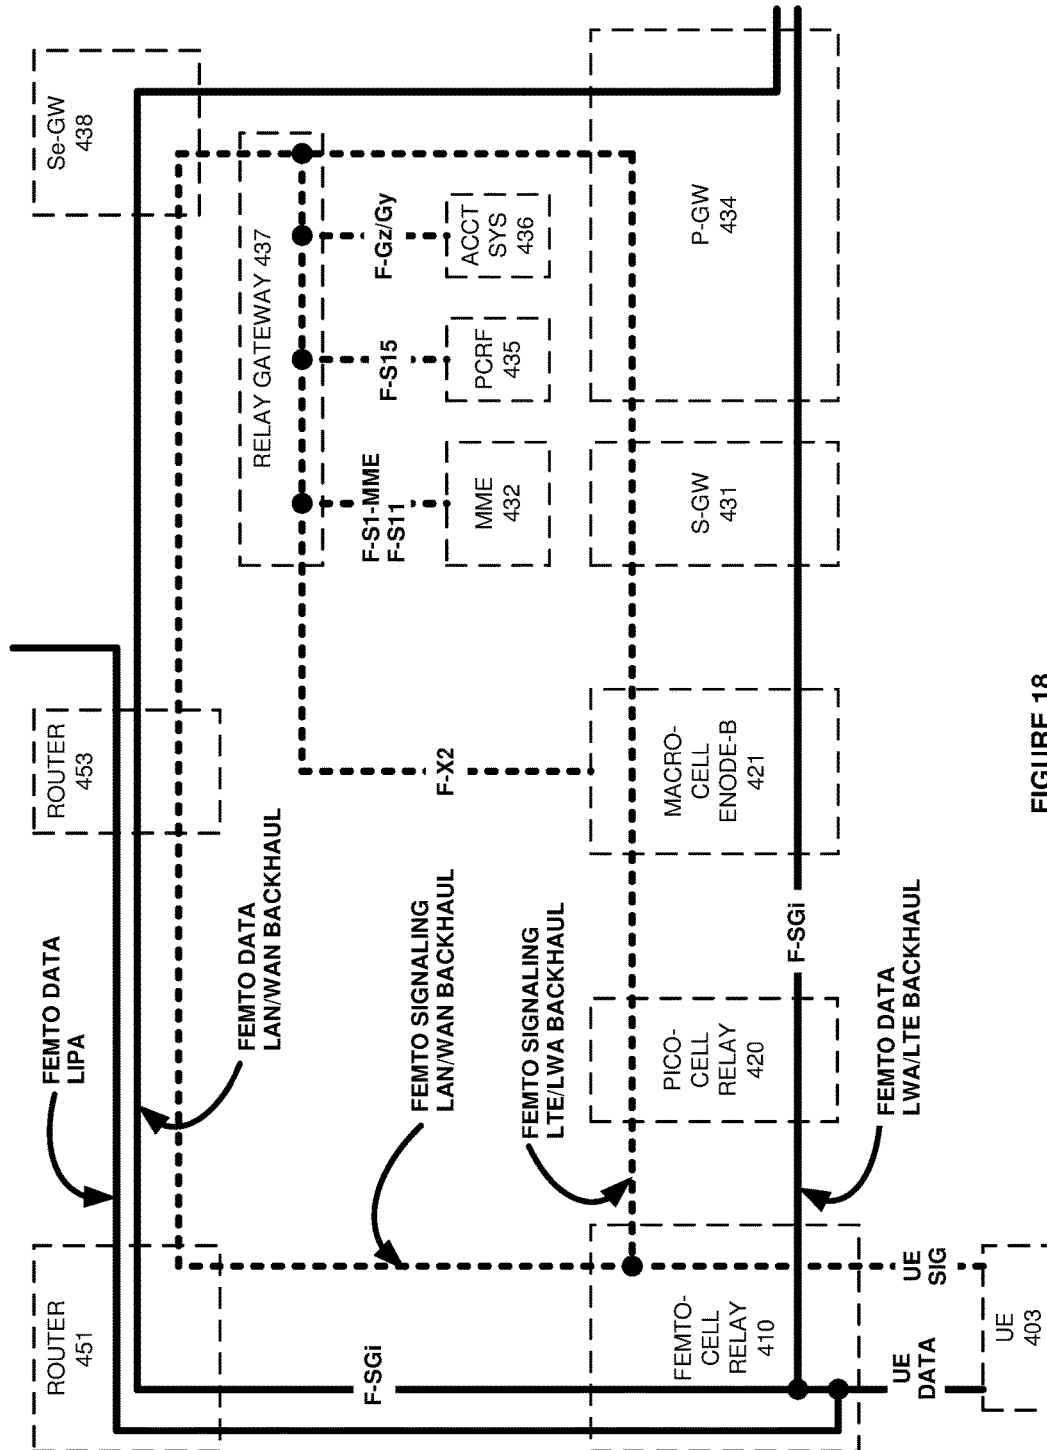 ROUTER
451
FEMTO DATA
LIPA
ROUTER
453
Se-GW
438
FEMTO DATA
LAN/WAN BACKHAUL
RELAY GATEWAY 437
F-SGi
FEMTO SIGNALING
LAN/WAN BACKHAUL
F-X2
F-S1-MME
F-S11
F-S15
F-Gz/Gy
MME
432
PCRF
435
ACCT
SYS
436
FEMTO SIGNALING
LTE/LWA BACKHAUL
FEMTO-
CELL
RELAY
410
PICO-
CELL
RELAY
420
MACRO-
CELL
ENODE-B
421
S-GW
431
P-GW
434
F-SGi
UE
DATA
UE
SIG
FEMTO DATA
LWA/LTE BACKHAUL
UE
403
FIGURE 18